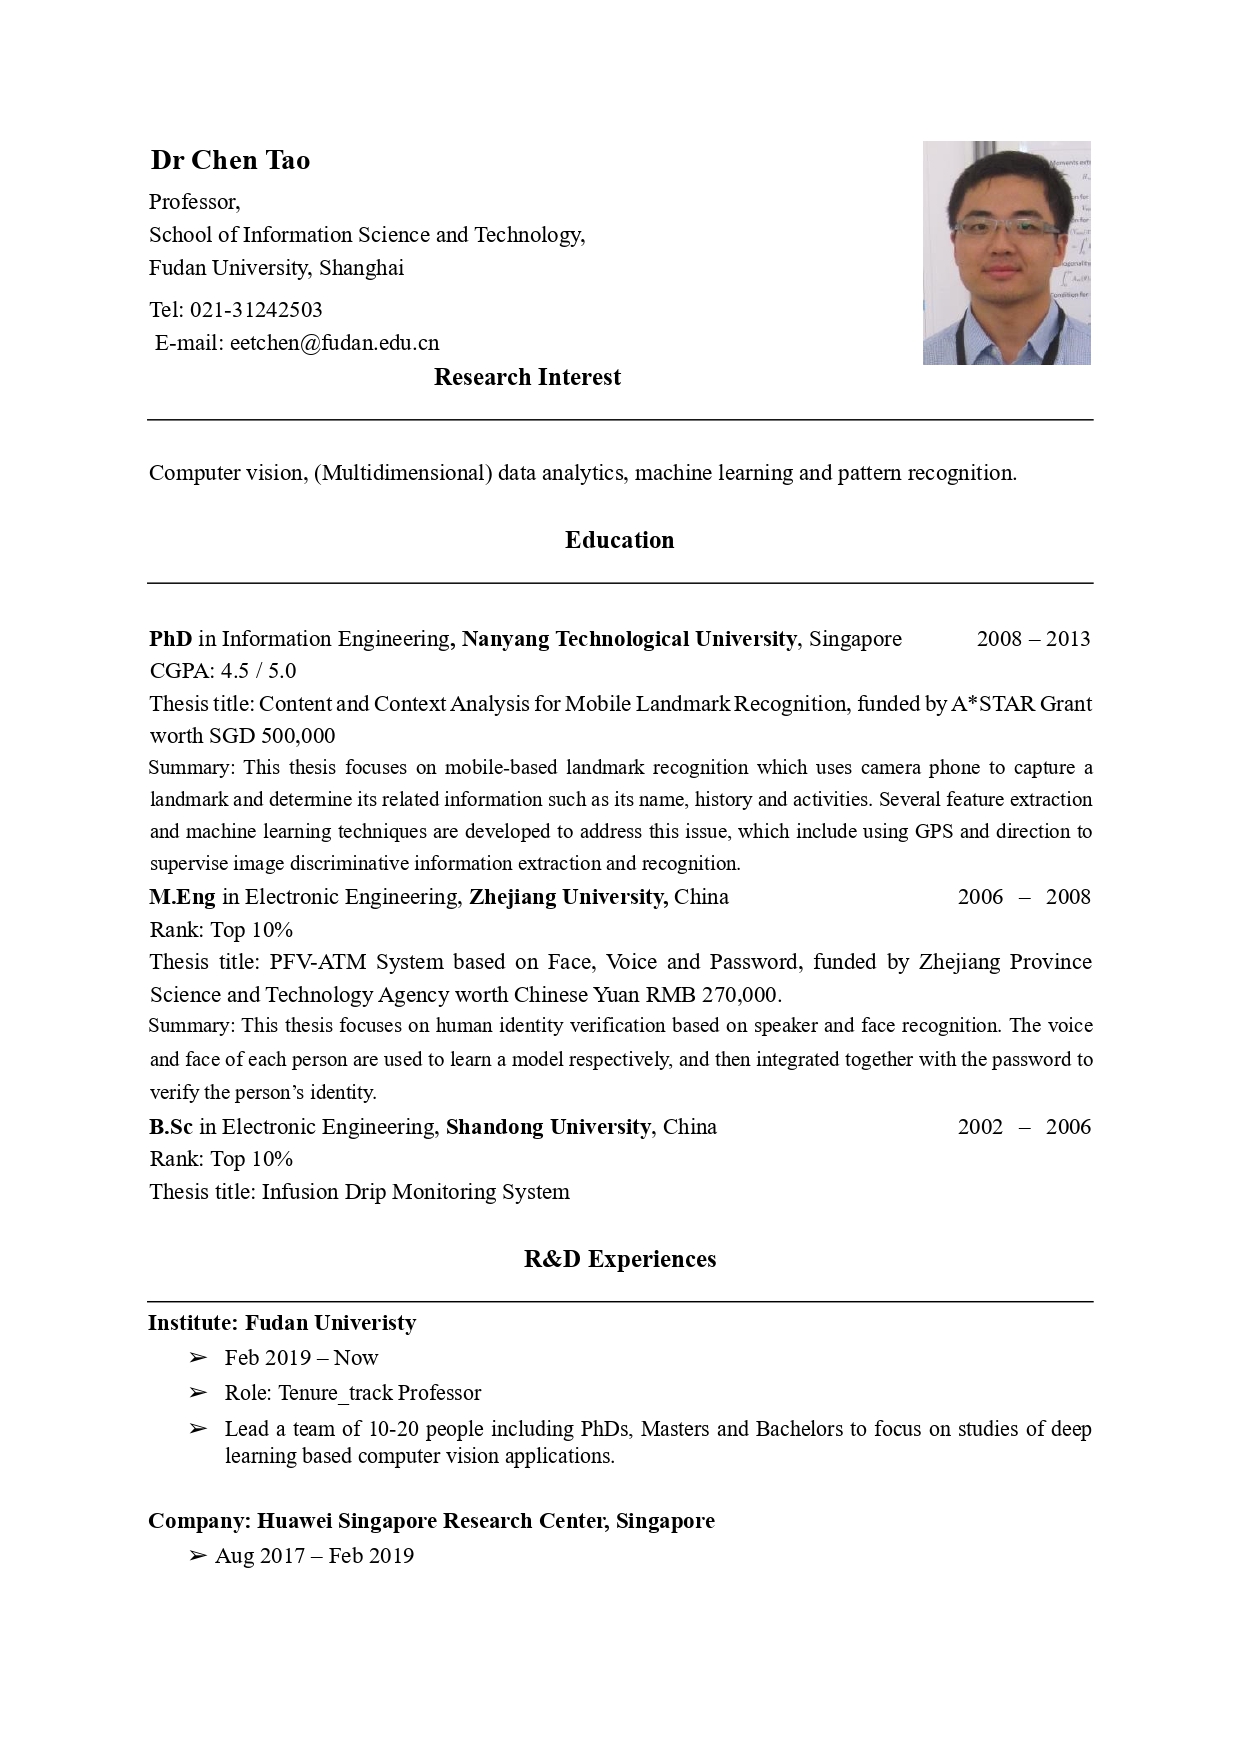 Dr Chen Tao
Professor,
School of Information Science and Technology,
Fudan University, Shanghai
Tel: 021-31242503
E-mail: eetchen@fudan.edu.cn
Research Interest
Computer vision, (Multidimensional) data analytics, machine learning and pattern recognition.
Education
PhD in Information Engineering, Nanyang Technological University, Singapore 2008 – 2013
CGPA: 4.5 / 5.0
Thesis title: Content and Context Analysis for Mobile Landmark Recognition, funded by A*STAR Grant
worth SGD 500,000
Summary: This thesis focuses on mobile-based landmark recognition which uses camera phone to capture a
landmark and determine its related information such as its name, history and activities. Several feature extraction
and machine learning techniques are developed to address this issue, which include using GPS and direction to
supervise image discriminative information extraction and recognition.
M.Eng in Electronic Engineering, Zhejiang University, China 2006 – 2008
Rank: Top 10%
Thesis title: PFV-ATM System based on Face, Voice and Password, funded by Zhejiang Province
Science and Technology Agency worth Chinese Yuan RMB 270,000.
Summary: This thesis focuses on human identity verification based on speaker and face recognition. The voice
and face of each person are used to learn a model respectively, and then integrated together with the password to
verify the person’s identity.
B.Sc in Electronic Engineering, Shandong University, China 2002 – 2006
Rank: Top 10%
Thesis title: Infusion Drip Monitoring System
R&D Experiences
Institute: Fudan Univeristy
➢ Feb 2019 – Now
➢ Role: Tenure_track Professor
➢ Lead a team of 10-20 people including PhDs, Masters and Bachelors to focus on studies of deep
learning based computer vision applications.
Company: Huawei Singapore Research Center, Singapore
➢ Aug 2017 – Feb 2019